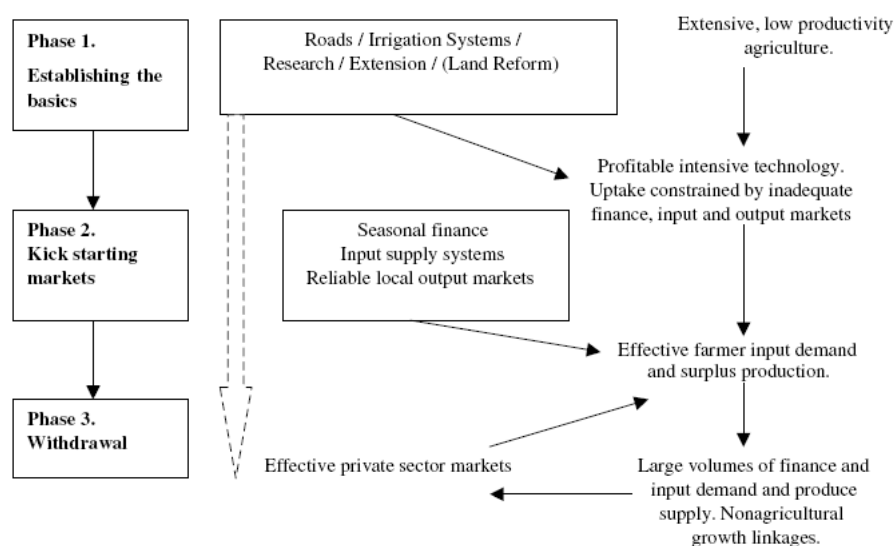 Phase 1.
Establishing the
basics
Roads / Irrigation Systems /
Research / Extension / (Land Reform)
Extensive, low productivity
agriculture.
Profitable intensive technology.
Uptake constrained by inadequate
finance, input and output markets
Phase 2.
Kick starting
markets
Seasonal finance
Input supply systems
Reliable local output markets
Effective farmer input demand
and surplus production.
Phase 3.
Withdrawal
Effective private sector markets
Large volumes of finance and
input demand and produce
supply. Nonagricultural
growth linkages.